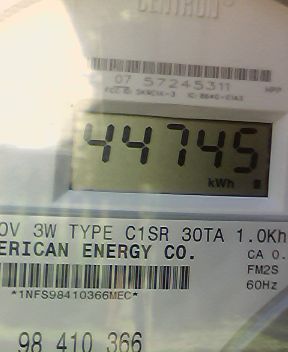 CENTRON®
07 57245311
44745
kWh
0V 3W TYPE C1SR 30TA 1.0Kh
ERICAN ENERGY CO.
CA 0.
FM2S
*1NFS98410366MEC*
60Hz
98 410 366